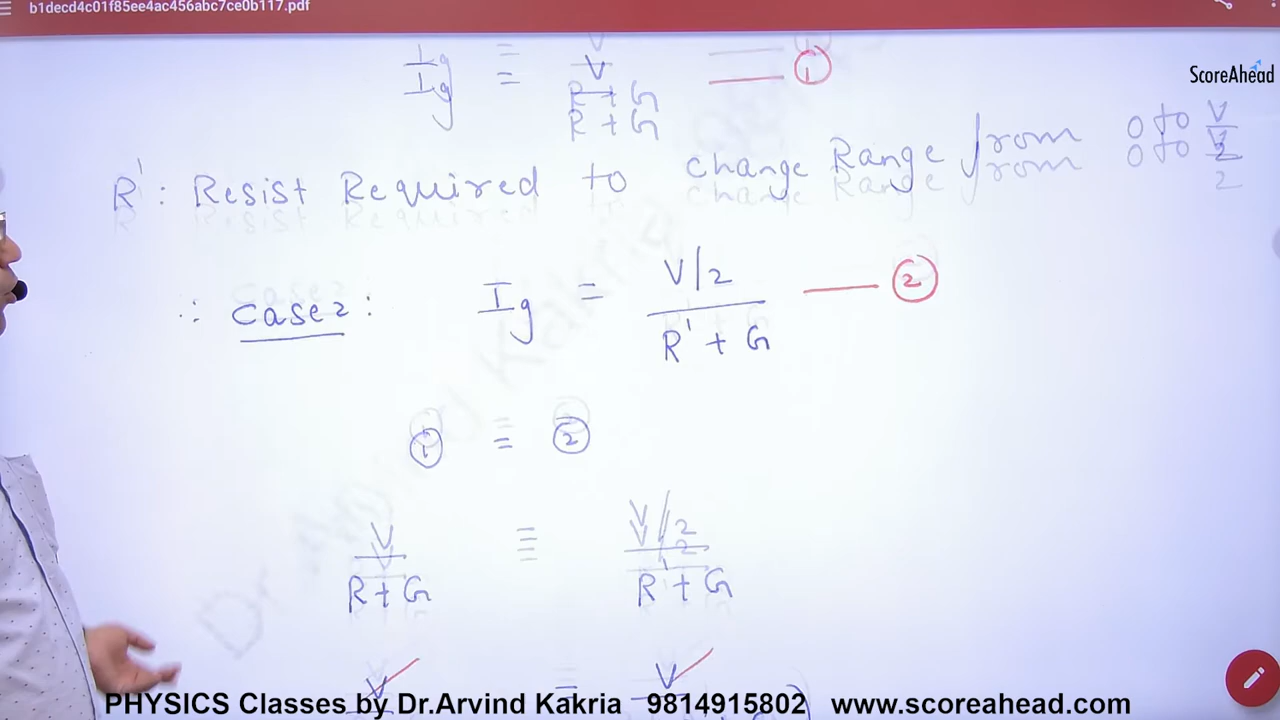 b1decd4c01f85ee4ac456abc7ce0b117.pdf
ScoreAhead
Ig = V / R + G — ①
R' : Resist Required to change Range from 0 to V/2
∴ Case 2 : Ig = V/2 / R' + G — ②
① = ②
V / R + G = V/2 / R' + G
V = V
PHYSICS Classes by Dr.Arvind Kakria 9814915802 www.scoreahead.com